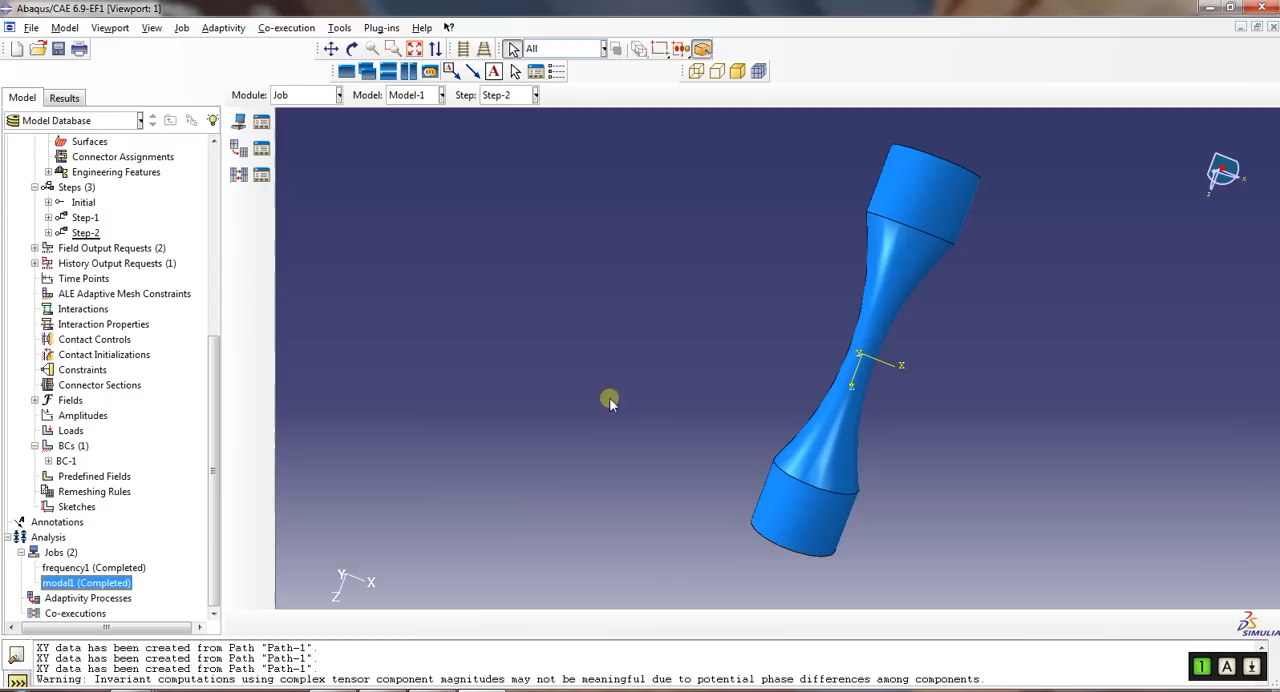 Abaqus/CAE 6.9-EF1 [Viewport: 1]
File Model Viewport View Job Adaptivity Co-execution Tools Plug-ins Help
All
A A
Model Results Module: Job Model: Model-1 Step: Step-2
Model Database
Surfaces
Connector Assignments
Engineering Features
Steps (3)
Initial
Step-1
Step-2
Field Output Requests (2)
History Output Requests (1)
Time Points
ALE Adaptive Mesh Constraints
Interactions
Interaction Properties
Contact Controls
Contact Initializations
Constraints
Connector Sections
Fields
Amplitudes
Loads
BCs (1)
BC-1
Predefined Fields
Remeshing Rules
Sketches
Annotations
Analysis
Jobs (2)
frequency1 (Completed)
modal1 (Completed)
Adaptivity Processes
Co-executions
x
z
Y
X
Z
Y
X
Z
SIMULIA
XY data has been created from Path "Path-1".
XY data has been created from Path "Path-1".
XY data has been created from Path "Path-1".
Warning: Invariant computations using complex tensor component magnitudes may not be meaningful due to potential phase differences among components.
1 A